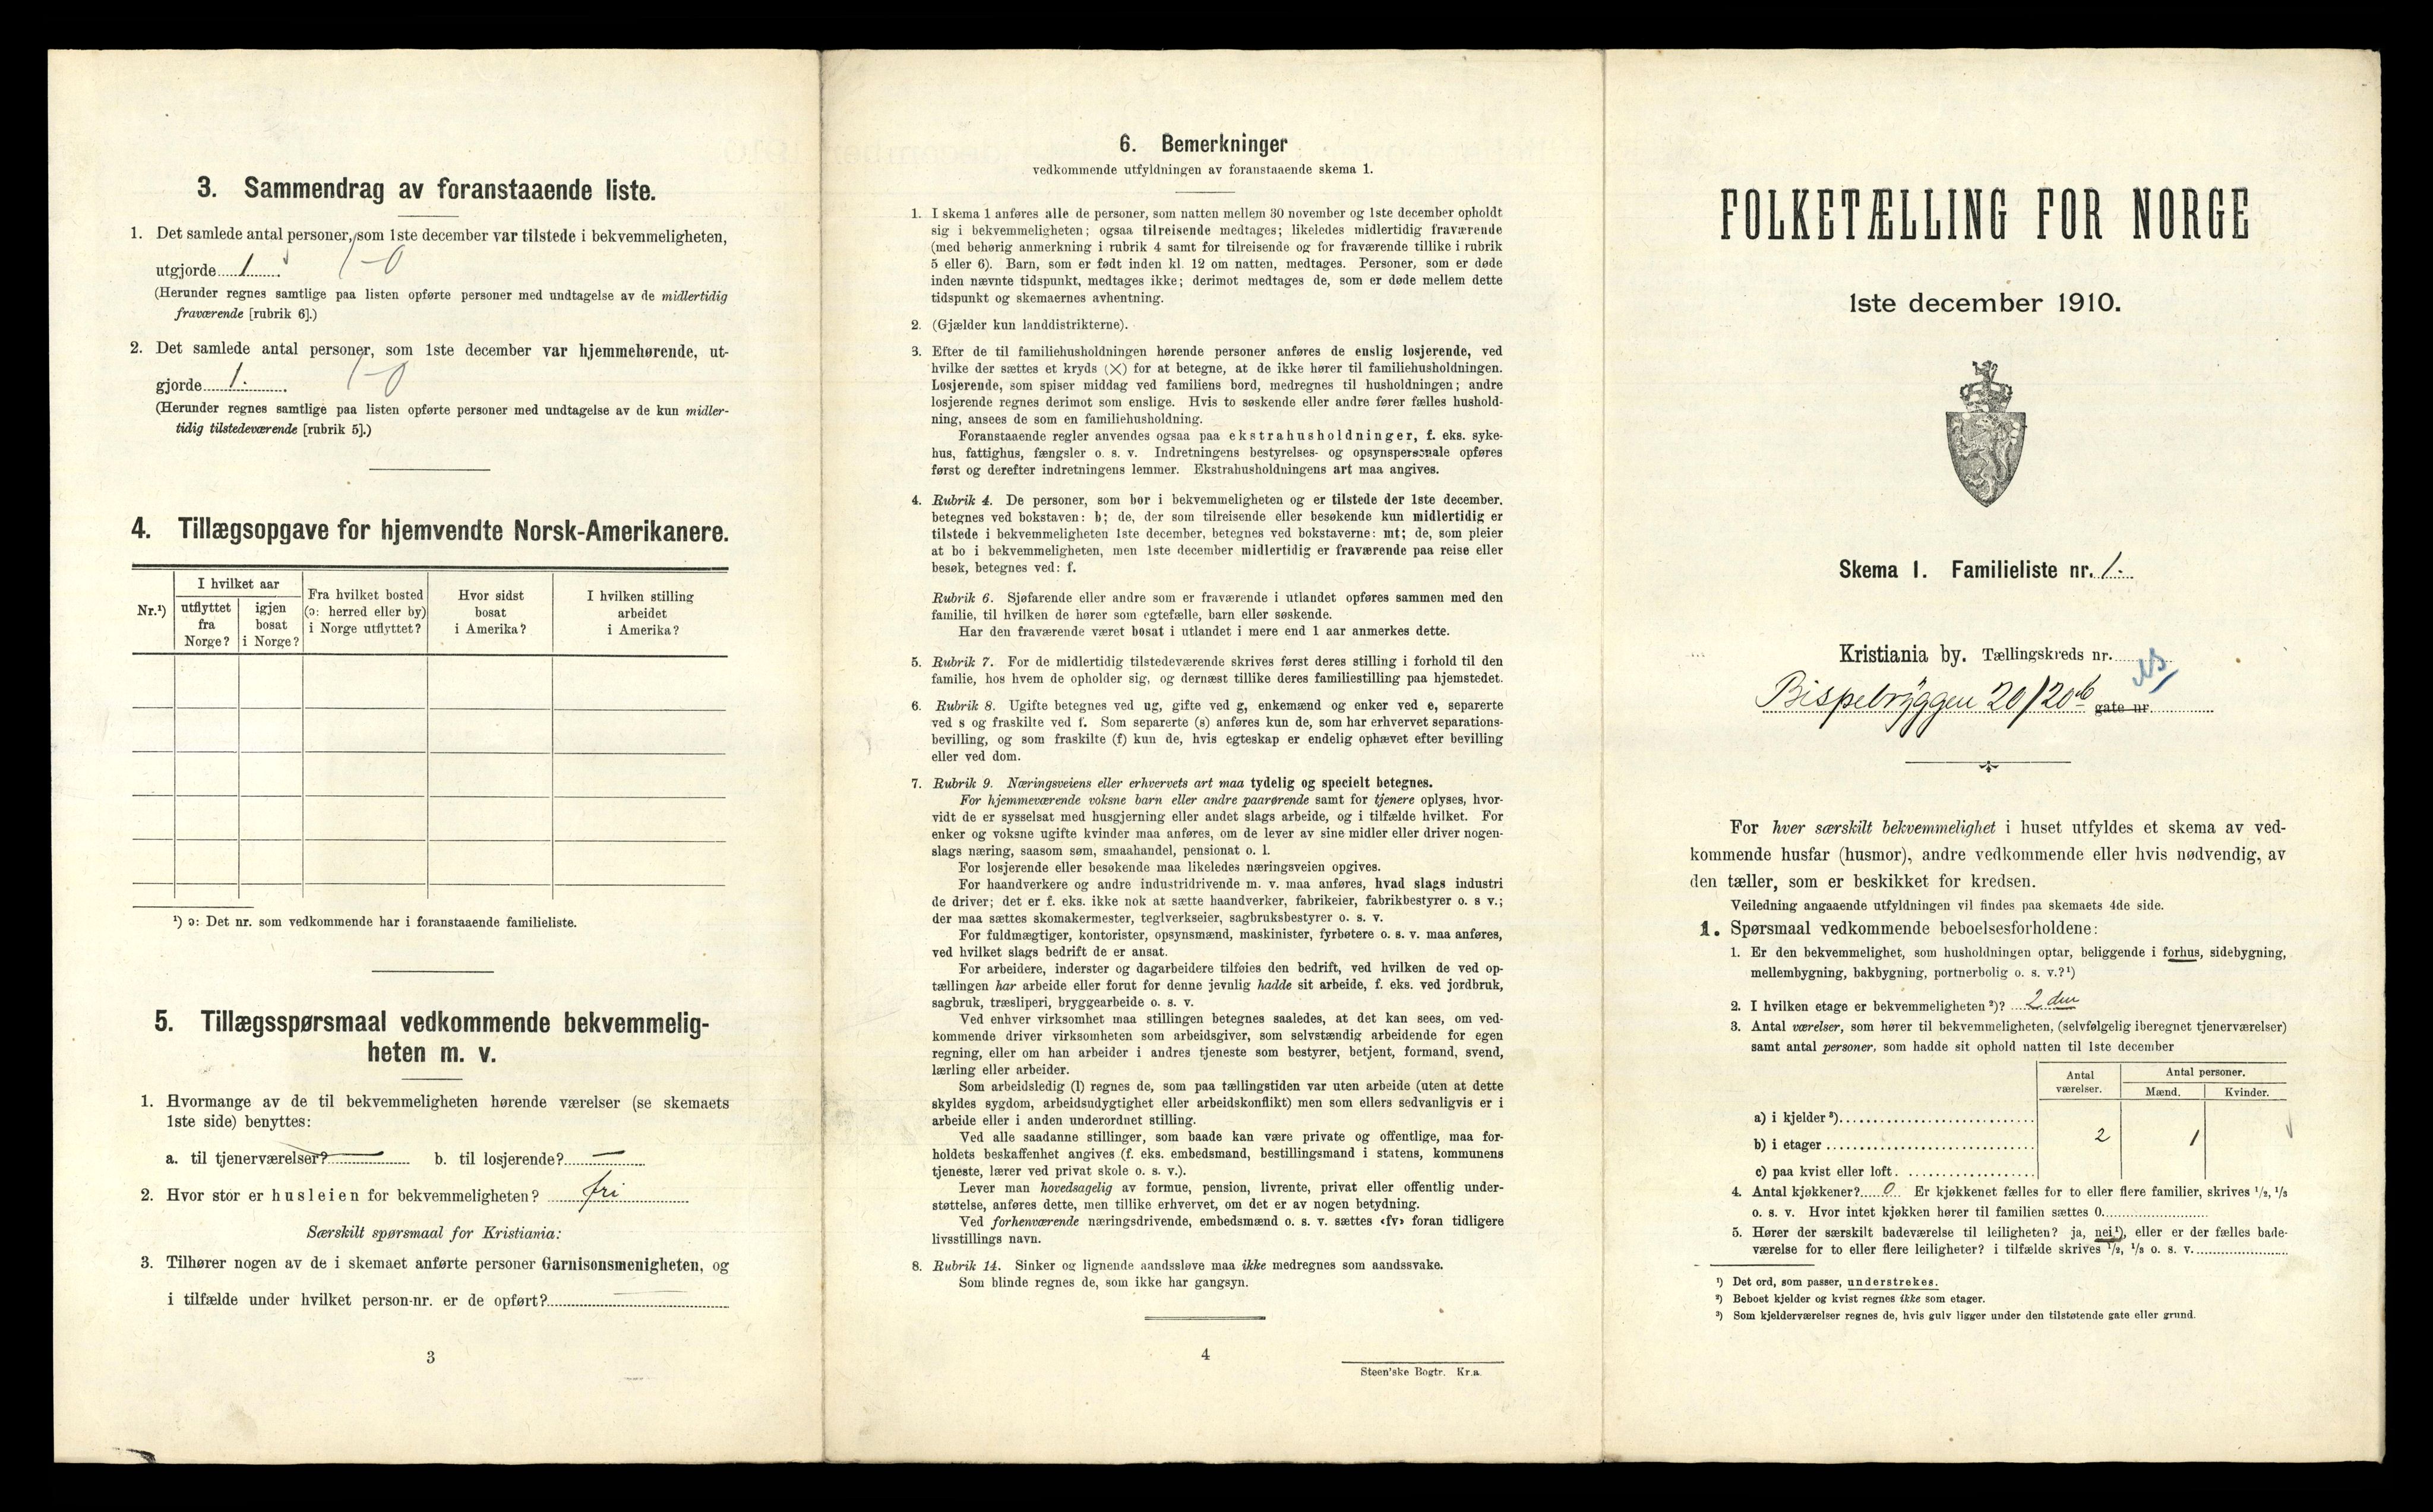 3. Sammendrag av foranstaaende liste.
1. Det samlede antal personer, som 1ste december var tilstede i bekvemmeligheten,
utgjorde 1 1-0
(Herunder regnes samtlige paa listen opførte personer med undtagelse av de midlertidig
fraværende [rubrik 6].)
2. Det samlede antal personer, som 1ste december var hjemmehørende, ut-
gjorde 1. 1-0
(Herunder regnes samtlige paa listen opførte personer med undtagelse av de kun midler-
tidig tilstedeværende [rubrik 5].)
4. Tillægsopgave for hjemvendte Norsk-Amerikanere.
Nr.¹)
I hvilket aar
utflyttet
fra
Norge?
igjen
bosat
i Norge?
Fra hvilket bosted
(ɔ: herred eller by)
i Norge utflyttet?
Hvor sidst
bosat
i Amerika?
I hvilken stilling
arbeidet
i Amerika?
¹) ɔ: Det nr. som vedkommende har i foranstaaende familieliste.
5. Tillægsspørsmaal vedkommende bekvemmelig-
heten m. v.
1. Hvormange av de til bekvemmeligheten hørende værelser (se skemaets
1ste side) benyttes:
a. til tjenerværelser? — b. til losjerende? —
2. Hvor stor er husleien for bekvemmeligheten? fri
Særskilt spørsmaal for Kristiania:
3. Tilhører nogen av de i skemaet anførte personer Garnisonsmenigheten, og
i tilfælde under hvilket person-nr. er de opført?
3
6. Bemerkninger
vedkommende utfyldningen av foranstaaende skema 1.
1. I skema 1 anføres alle de personer, som natten mellem 30 november og 1ste december opholdt
sig i bekvemmeligheten; ogsaa tilreisende medtages; likeledes midlertidig fraværende
(med behørig anmerkning i rubrik 4 samt for tilreisende og for fraværende tillike i rubrik
5 eller 6). Barn, som er født inden kl. 12 om natten, medtages. Personer, som er døde
inden nævnte tidspunkt, medtages ikke; derimot medtages de, som er døde mellem dette
tidspunkt og skemaernes avhentning.
2. (Gjælder kun landdistrikterne).
3. Efter de til familiehusholdningen hørende personer anføres de enslig losjerende, ved
hvilke der sættes et kryds (×) for at betegne, at de ikke hører til familiehusholdningen.
Losjerende, som spiser middag ved familiens bord, medregnes til husholdningen; andre
losjerende regnes derimot som enslige. Hvis to søskende eller andre fører fælles hushold-
ning, ansees de som en familiehusholdning.
Foranstaaende regler anvendes ogsaa paa ekstrahusholdninger, f. eks. syke-
hus, fattighus, fængsler o. s. v. Indretningens bestyrelses- og opsynspersonale opføres
først og derefter indretningens lemmer. Ekstrahusholdningens art maa angives.
4. Rubrik 4. De personer, som bor i bekvemmeligheten og er tilstede der 1ste december,
betegnes ved bokstaven: b; de, der som tilreisende eller besøkende kun midlertidig er
tilstede i bekvemmeligheten 1ste december, betegnes ved bokstaverne: mt; de, som pleier
at bo i bekvemmeligheten, men 1ste december midlertidig er fraværende paa reise eller
besøk, betegnes ved: f.
Rubrik 6. Sjøfarende eller andre som er fraværende i utlandet opføres sammen med den
familie, til hvilken de hører som egtefælle, barn eller søskende.
Har den fraværende været bosat i utlandet i mere end 1 aar anmerkes dette.
5. Rubrik 7. For de midlertidig tilstedeværende skrives først deres stilling i forhold til den
familie, hos hvem de opholder sig, og dernæst tillike deres familiestilling paa hjemstedet.
6. Rubrik 8. Ugifte betegnes ved ug, gifte ved g, enkemænd og enker ved e, separerte
ved s og fraskilte ved f. Som separerte (s) anføres kun de, som har erhvervet separations-
bevilling, og som fraskilte (f) kun de, hvis egteskap er endelig ophævet efter bevilling
eller ved dom.
7. Rubrik 9. Næringsveiens eller erhvervets art maa tydelig og specielt betegnes.
For hjemmeværende voksne barn eller andre paarørende samt for tjenere oplyses, hvor-
vidt de er sysselsat med husgjerning eller andet slags arbeide, og i tilfælde hvilket. For
enker og voksne ugifte kvinder maa anføres, om de lever av sine midler eller driver nogen-
slags næring, saasom søm, smaahandel, pensionat o. l.
For losjerende eller besøkende maa likeledes næringsveien opgives.
For haandverkere og andre industridrivende m. v. maa anføres, hvad slags industri
de driver; det er f. eks. ikke nok at sætte haandverker, fabrikeier, fabrikbestyrer o. s v.;
der maa sættes skomakermester, teglverkseier, sagbruksbestyrer o. s. v.
For fuldmægtiger, kontorister, opsynsmænd, maskinister, fyrbøtere o. s. v. maa anføres,
ved hvilket slags bedrift de er ansat.
For arbeidere, inderster og dagarbeidere tilføies den bedrift, ved hvilken de ved op-
tællingen har arbeide eller forut for denne jevnlig hadde sit arbeide, f. eks. ved jordbruk,
sagbruk, træsliperi, bryggearbeide o. s. v.
Ved enhver virksomhet maa stillingen betegnes saaledes, at det kan sees, om ved-
kommende driver virksomheten som arbeidsgiver, som selvstændig arbeidende for egen
regning, eller om han arbeider i andres tjeneste som bestyrer, betjent, formand, svend,
lærling eller arbeider.
Som arbeidsledig (l) regnes de, som paa tællingstiden var uten arbeide (uten at dette
skyldes sygdom, arbeidsudygtighet eller arbeidskonflikt) men som ellers sedvanligvis er i
arbeide eller i anden underordnet stilling.
Ved alle saadanne stillinger, som baade kan være private og offentlige, maa for-
holdets beskaffenhet angives (f. eks. embedsmand, bestillingsmand i statens, kommunens
tjeneste, lærer ved privat skole o. s. v.).
Lever man hovedsagelig av formue, pension, livrente, privat eller offentlig under-
støttelse, anføres dette, men tillike erhvervet, om det er av nogen betydning.
Ved forhenværende næringsdrivende, embedsmænd o. s. v. sættes «fv» foran tidligere
livsstillings navn.
8. Rubrik 14. Sinker og lignende aandssløve maa ikke medregnes som aandssvake.
Som blinde regnes de, som ikke har gangsyn.
4
Steen'ske Bogtr. Kr.a.
FOLKETÆLLING FOR NORGE
1ste december 1910.
Skema 1. Familieliste nr. 1.
Kristiania by. Tællingskreds nr.
Bispebryggen 20/20b gate nr.
For hver særskilt bekvemmelighet i huset utfyldes et skema av ved-
kommende husfar (husmor), andre vedkommende eller hvis nødvendig, av
den tæller, som er beskikket for kredsen.
Veiledning angaaende utfyldningen vil findes paa skemaets 4de side.
1. Spørsmaal vedkommende beboelsesforholdene:
1. Er den bekvemmelighet, som husholdningen optar, beliggende i forhus, sidebygning,
mellembygning, bakbygning, portnerbolig o. s. v.?¹)
2. I hvilken etage er bekvemmeligheten²)? 2den
3. Antal værelser, som hører til bekvemmeligheten, (selvfølgelig iberegnet tjenerværelser)
samt antal personer, som hadde sit ophold natten til 1ste december
Antal
værelser.
Antal personer.
Mænd. Kvinder.
a) i kjelder³)
b) i etager 2 1
c) paa kvist eller loft
4. Antal kjøkkener? 0 Er kjøkkenet fælles for to eller flere familier, skrives ¹/₂, ¹/₃
o. s. v. Hvor intet kjøkken hører til familien sættes 0.
5. Hører der særskilt badeværelse til leiligheten? ja, nei¹), eller er der fælles bade-
værelse for to eller flere leiligheter? i tilfælde skrives ¹/₂, ¹/₃ o. s. v.
¹) Det ord, som passer, understrekes.
²) Beboet kjelder og kvist regnes ikke som etager.
³) Som kjelderværelser regnes de, hvis gulv ligger under den tilstøtende gate eller grund.